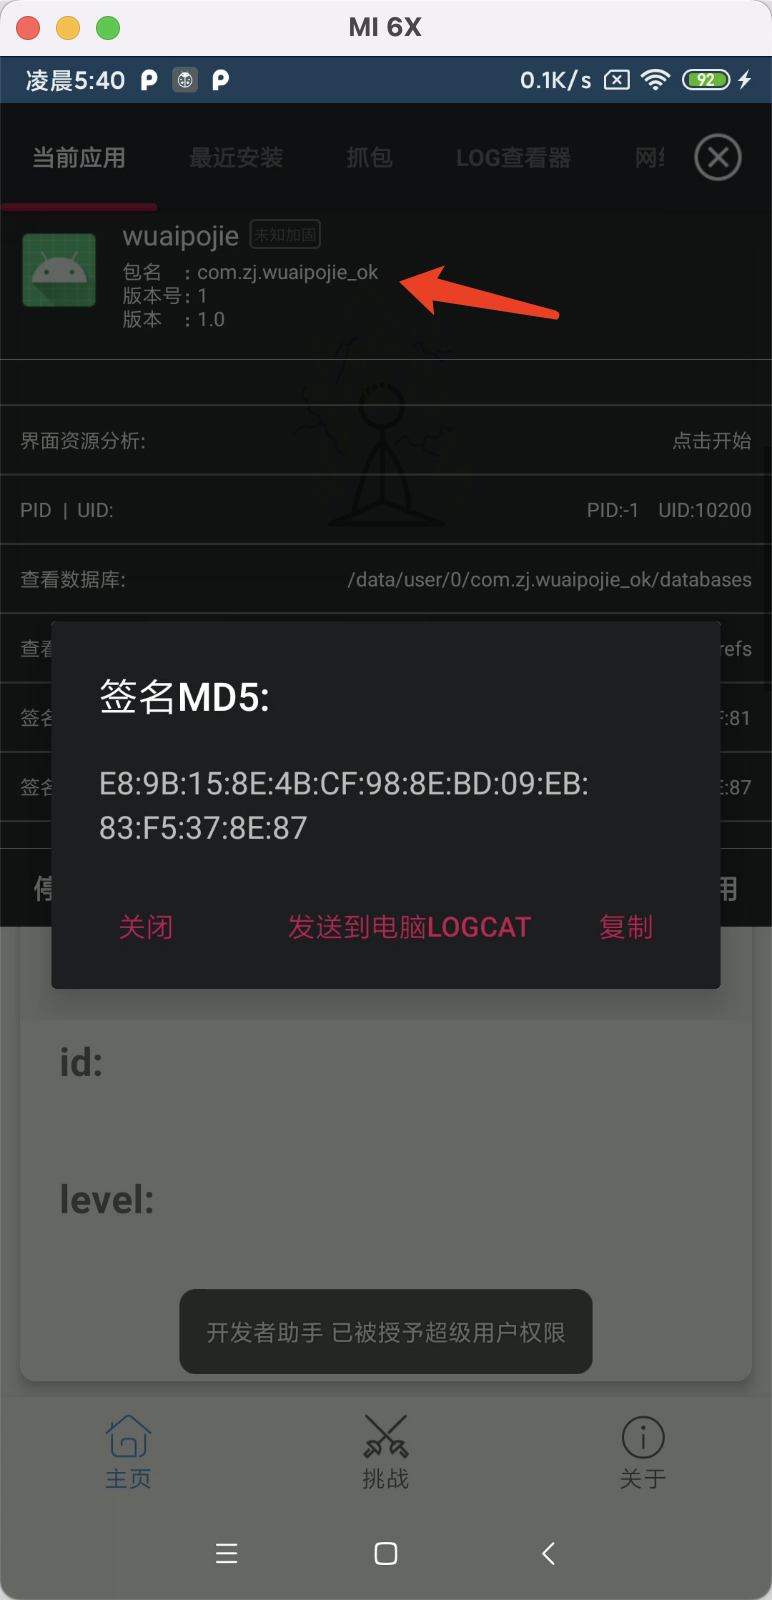 MI 6X
凌晨5:40
0.1K/s
92
当前应用 最近安装 抓包 LOG查看器
wuaipojie 未知加固
包名 : com.zj.wuaipojie_ok
版本号: 1
版本 : 1.0
界面资源分析: 点击开始
PID | UID: PID:-1 UID:10200
查看数据库: /data/user/0/com.zj.wuaipojie_ok/databases
查看 refs
签名 F:81
签名 E:87
签名MD5:
E8:9B:15:8E:4B:CF:98:8E:BD:09:EB:
83:F5:37:8E:87
关闭 发送到电脑LOGCAT 复制
id:
level:
开发者助手 已被授予超级用户权限
主页 挑战 关于